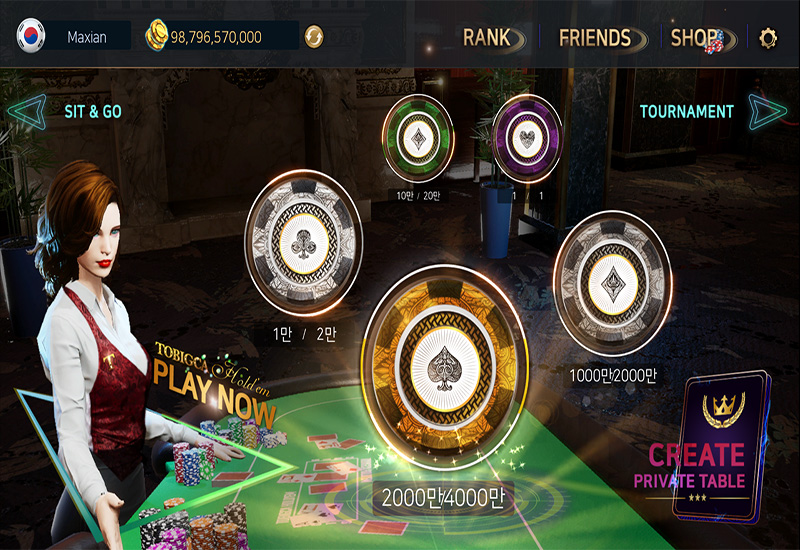 Maxian
98,796,570,000
RANK
FRIENDS
SHOP
SIT & GO
TOURNAMENT
10만 / 20만
1 1
1만 / 2만
1000만/2000만
TOBIGCA Hold'em
PLAY NOW
2000만/4000만
CREATE
PRIVATE TABLE